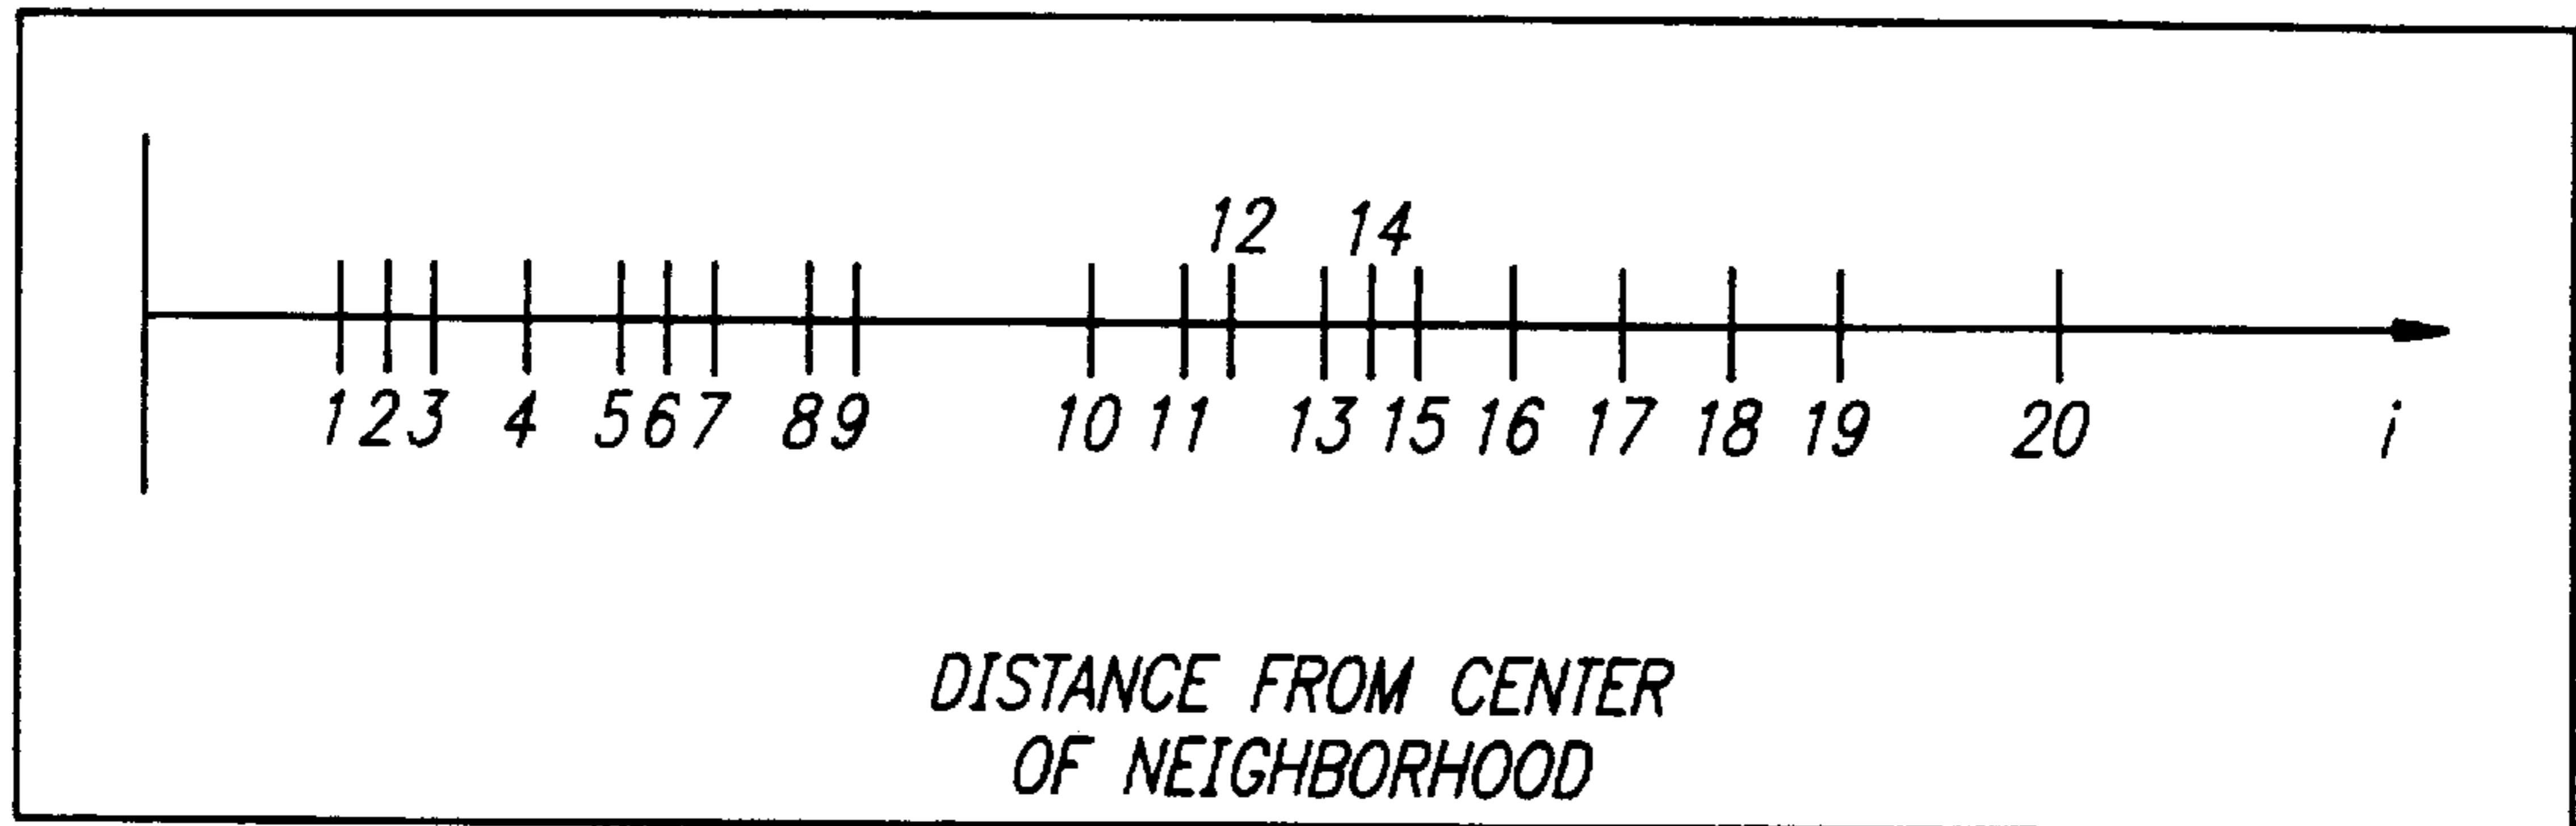 12 14
1 2 3 4 5 6 7 8 9 10 11 13 15 16 17 18 19 20 i
DISTANCE FROM CENTER
OF NEIGHBORHOOD